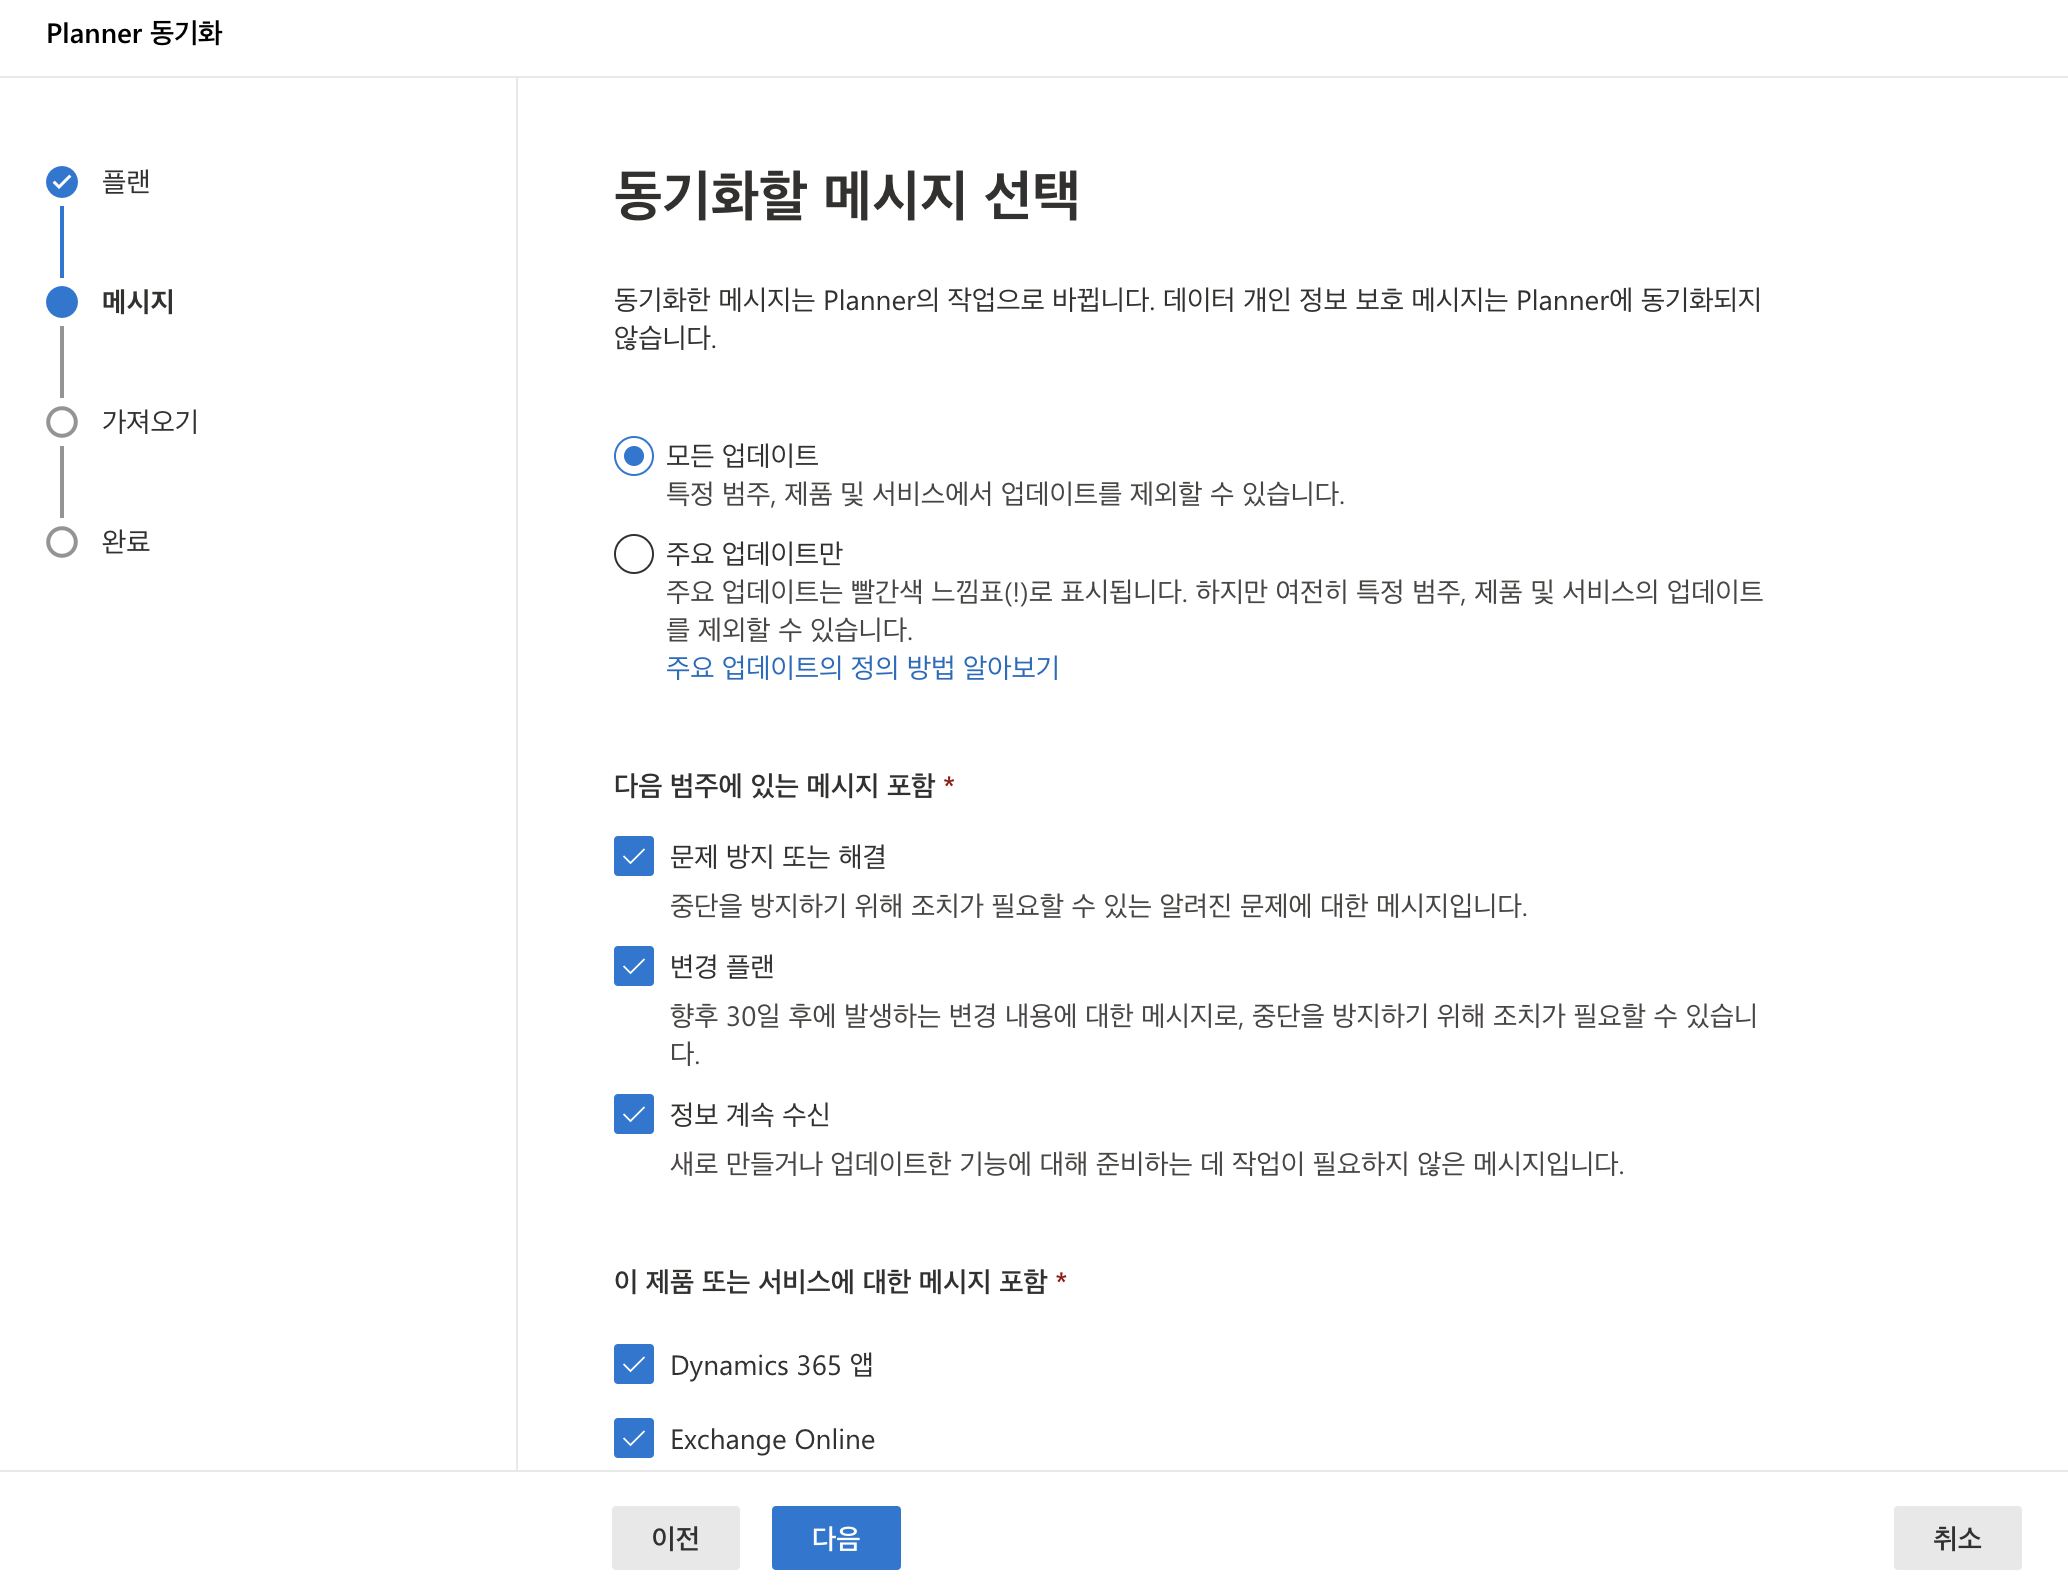 Planner 동기화
플랜
메시지
가져오기
완료
동기화할 메시지 선택
동기화한 메시지는 Planner의 작업으로 바뀝니다. 데이터 개인 정보 보호 메시지는 Planner에 동기화되지
않습니다.
모든 업데이트
특정 범주, 제품 및 서비스에서 업데이트를 제외할 수 있습니다.
주요 업데이트만
주요 업데이트는 빨간색 느낌표(!)로 표시됩니다. 하지만 여전히 특정 범주, 제품 및 서비스의 업데이트
를 제외할 수 있습니다.
주요 업데이트의 정의 방법 알아보기
다음 범주에 있는 메시지 포함 *
문제 방지 또는 해결
중단을 방지하기 위해 조치가 필요할 수 있는 알려진 문제에 대한 메시지입니다.
변경 플랜
향후 30일 후에 발생하는 변경 내용에 대한 메시지로, 중단을 방지하기 위해 조치가 필요할 수 있습니
다.
정보 계속 수신
새로 만들거나 업데이트한 기능에 대해 준비하는 데 작업이 필요하지 않은 메시지입니다.
이 제품 또는 서비스에 대한 메시지 포함 *
Dynamics 365 앱
Exchange Online
이전
다음
취소